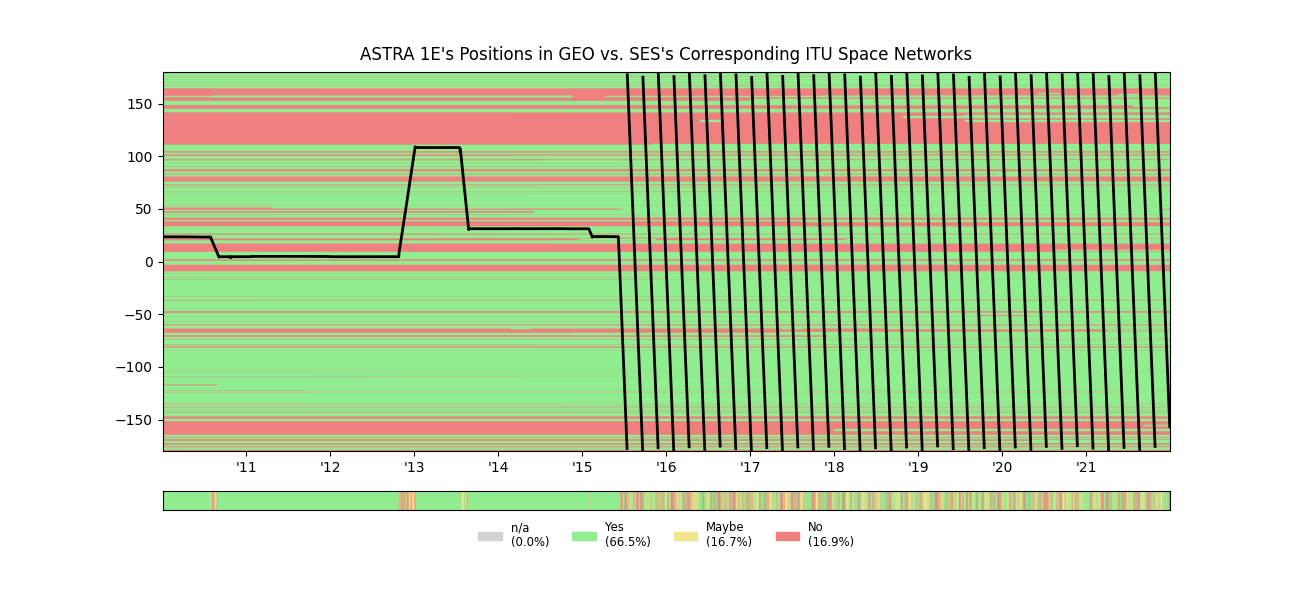 ASTRA 1E's Positions in GEO vs. SES's Corresponding ITU Space Networks
150
100
50
0
−50
−100
−150
'11 '12 '13 '14 '15 '16 '17 '18 '19 '20 '21
n/a Yes Maybe No
(0.0%) (66.5%) (16.7%) (16.9%)